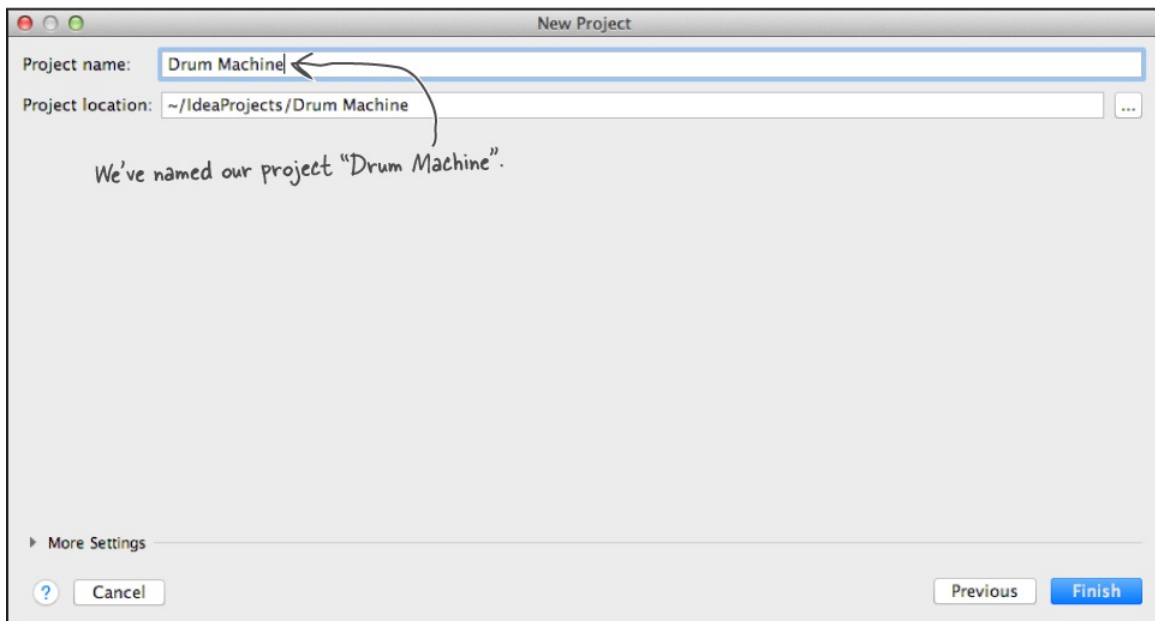 New Project
Project name: Drum Machine
Project location: ~/IdeaProjects/Drum Machine ...
We've named our project “Drum Machine”.
More Settings
? Cancel Previous Finish